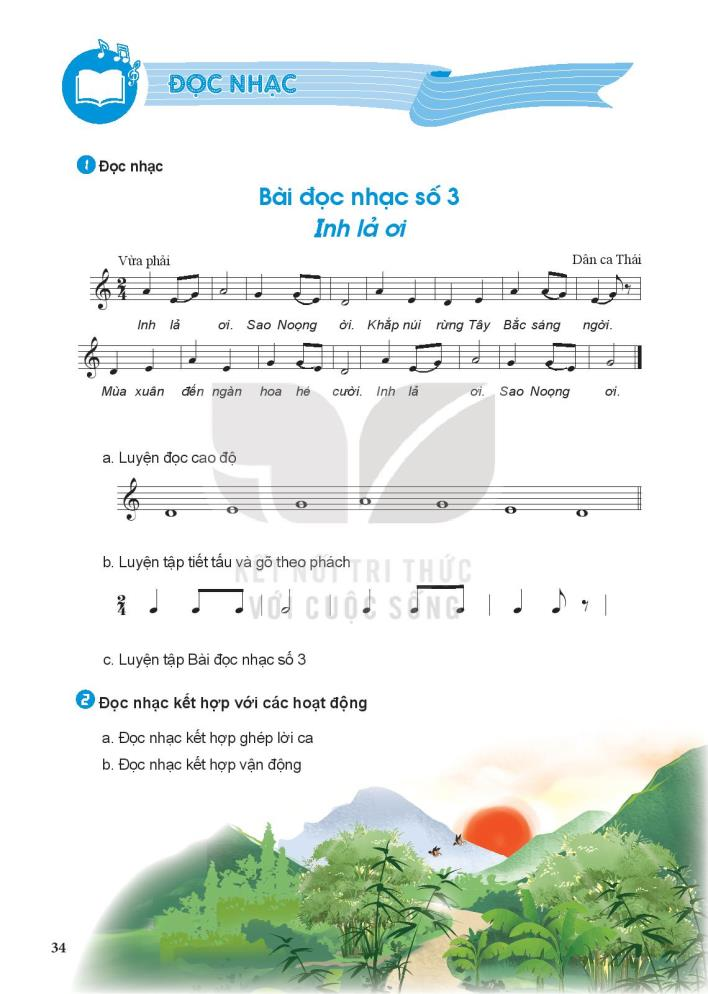 ĐỌC NHẠC
1 Đọc nhạc
Bài đọc nhạc số 3
Inh lả ơi
Vừa phải Dân ca Thái
2
4
Inh lả ơi. Sao Noọng ời. Khắp núi rừng Tây Bắc sáng ngời.
Mùa xuân đến ngàn hoa hé cười. Inh lả ơi. Sao Noọng ơi.
a. Luyện đọc cao độ
b. Luyện tập tiết tấu và gõ theo phách
KẾT NỐI TRI THỨC
VỚI CUỘC SỐNG
2
4
c. Luyện tập Bài đọc nhạc số 3
2 Đọc nhạc kết hợp với các hoạt động
a. Đọc nhạc kết hợp ghép lời ca
b. Đọc nhạc kết hợp vận động
34